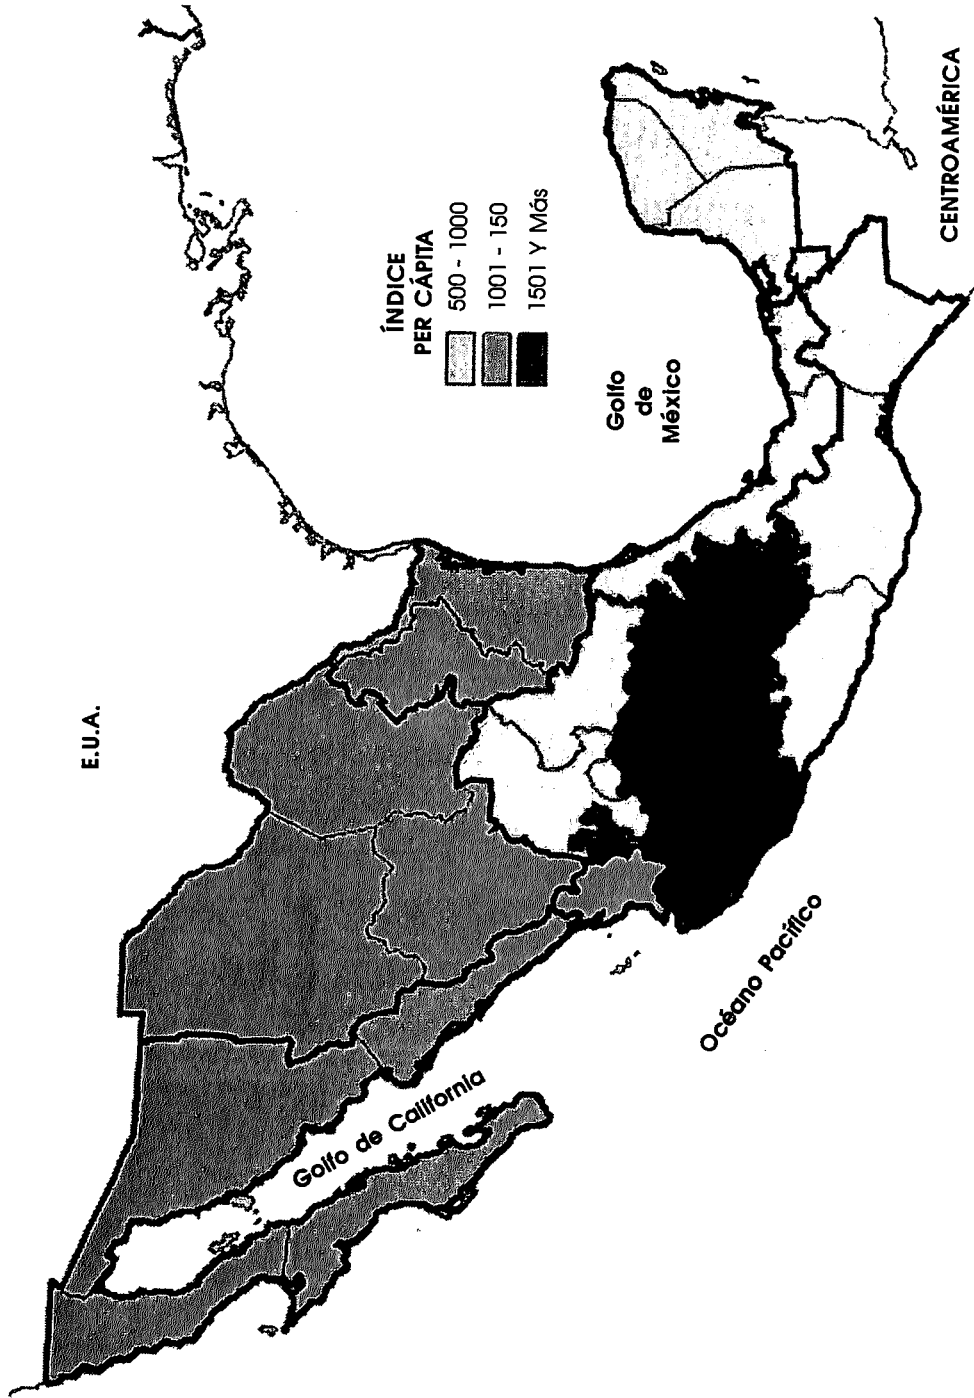 E.U.A.
ÍNDICE
PER CÁPITA
500 - 1000
1001 - 150
1501 Y Más
Golfo
de
México
Golfo de California
Océano Pacífico
CENTROAMÉRICA